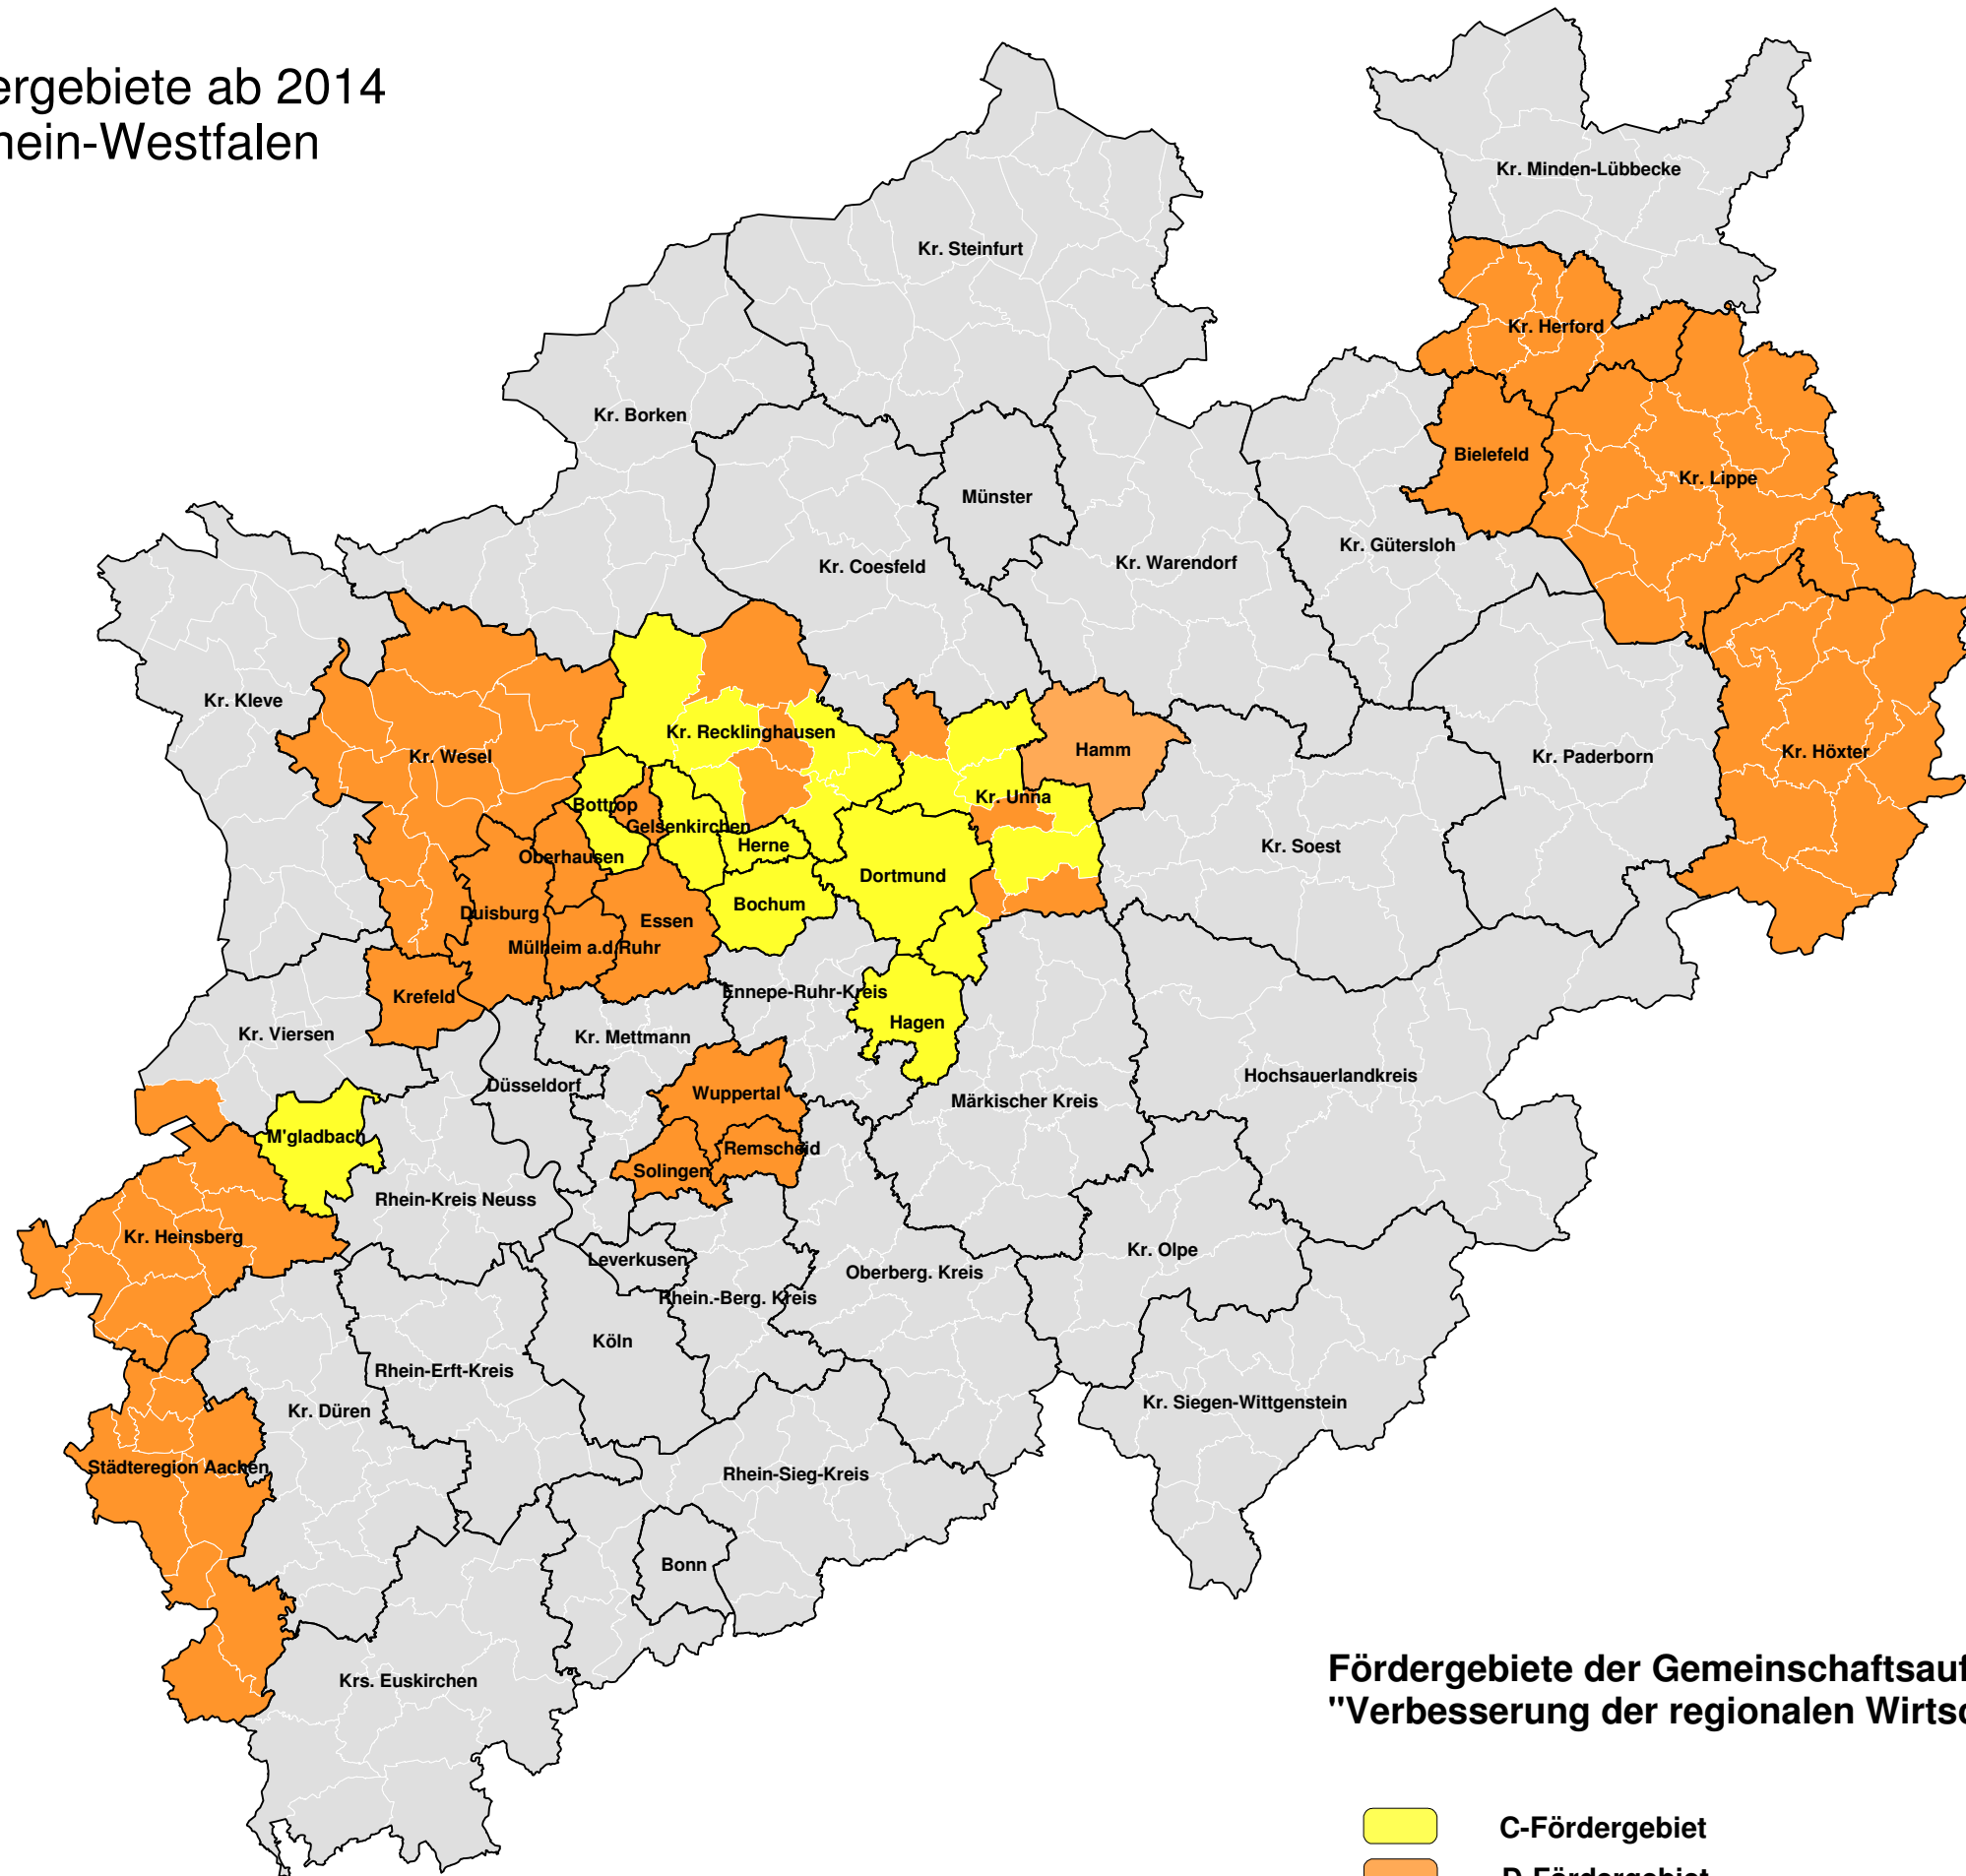 ergebiete ab 2014
hein-Westfalen
Kr. Minden-Lübbecke
Kr. Steinfurt
Kr. Herford
Kr. Borken
Bielefeld
Kr. Lippe
Münster
Kr. Gütersloh
Kr. Coesfeld
Kr. Warendorf
Kr. Kleve
Kr. Recklinghausen
Hamm
Kr. Höxter
Kr. Wesel
Kr. Paderborn
Kr. Unna
Bottrop
Gelsenkirchen
Herne
Kr. Soest
Oberhausen
Dortmund
Bochum
Duisburg
Essen
Mülheim a.d.Ruhr
Krefeld
Ennepe-Ruhr-Kreis
Hagen
Kr. Viersen
Kr. Mettmann
Hochsauerlandkreis
Düsseldorf
Wuppertal
Märkischer Kreis
M'gladbach
Remscheid
Solingen
Rhein-Kreis Neuss
Kr. Heinsberg
Kr. Olpe
Leverkusen
Oberberg. Kreis
Rhein.-Berg. Kreis
Köln
Rhein-Erft-Kreis
Kr. Siegen-Wittgenstein
Kr. Düren
Städteregion Aachen
Rhein-Sieg-Kreis
Bonn
Krs. Euskirchen
Fördergebiete der Gemeinschaftsauf
"Verbesserung der regionalen Wirtsc
C-Fördergebiet
D-Fördergebiet